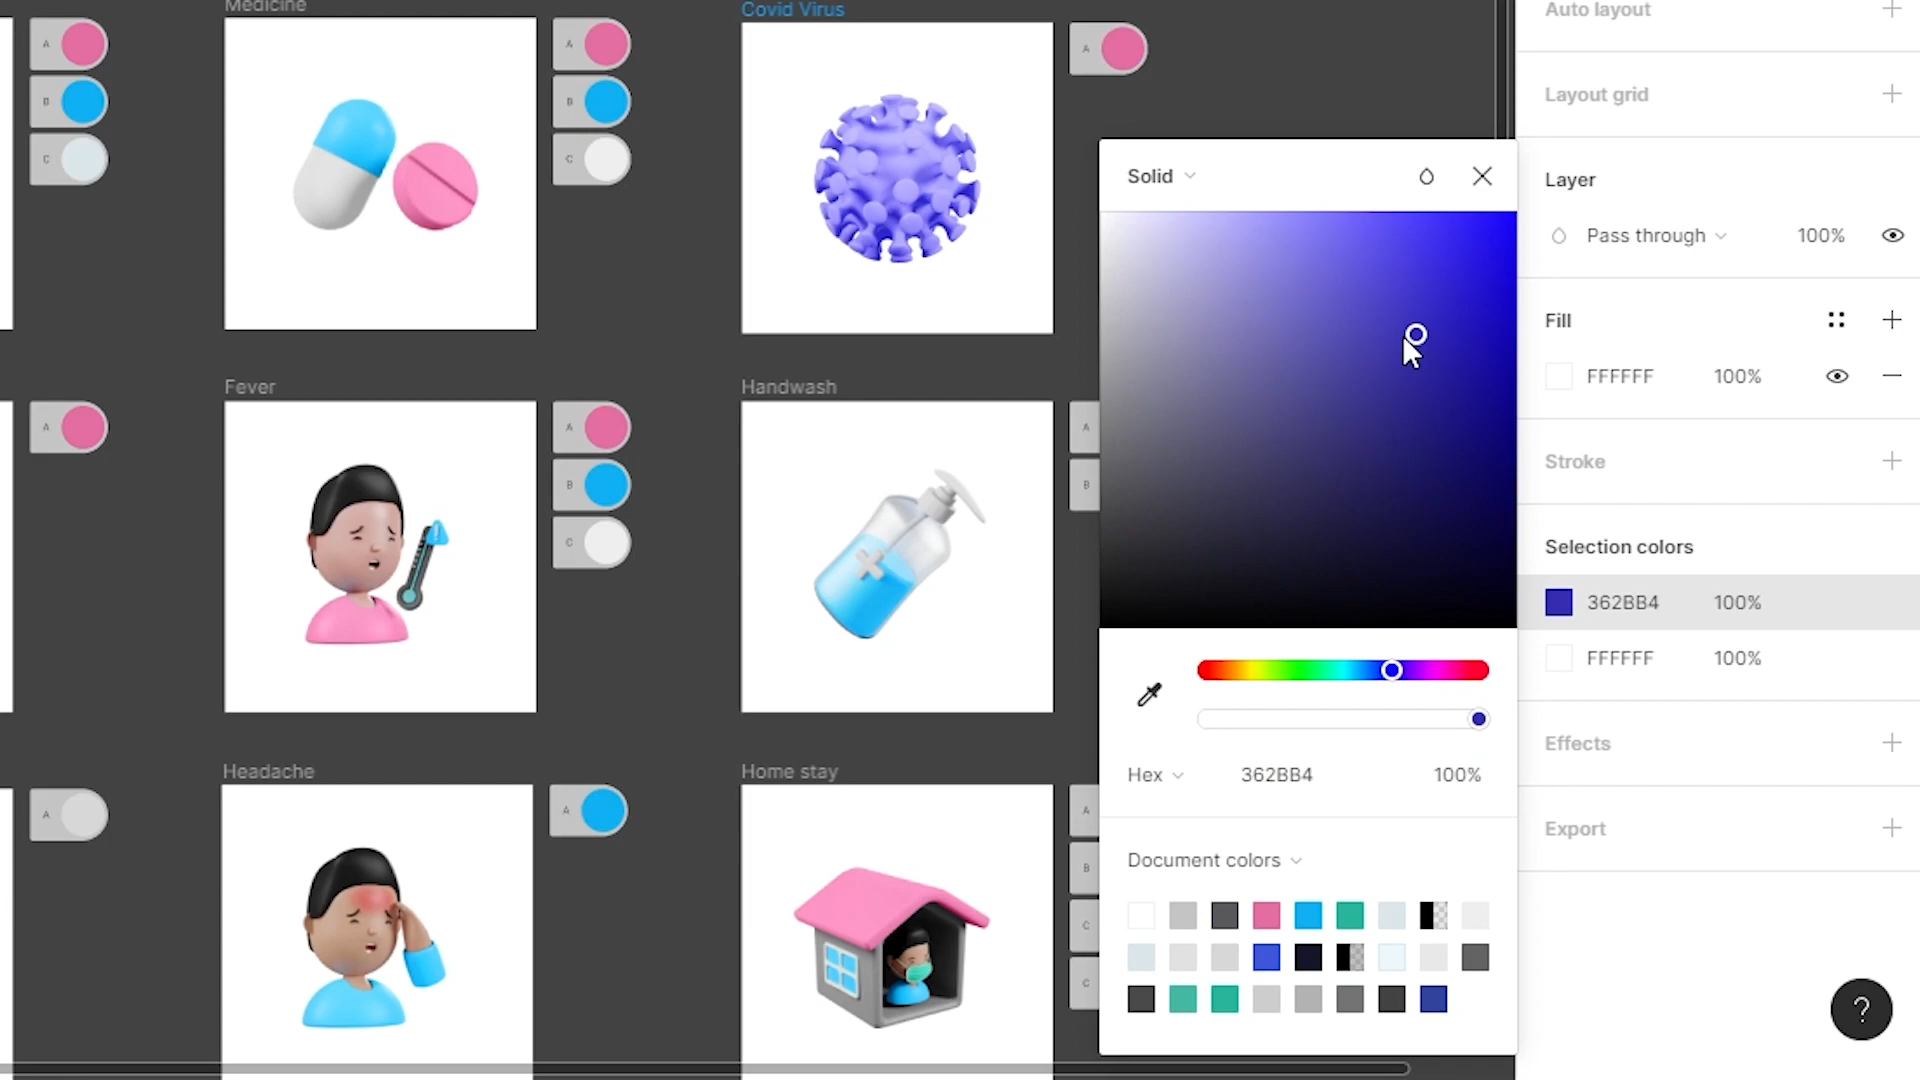 Medicine
Covid Virus
A
B
C
A
B
C
A
Fever
Handwash
A
A
B
C
A
B
Headache
Home stay
A
A
A
B
C
C
Solid
Hex
362BB4
100%
Document colors
Auto layout
Layout grid
Layer
Pass through
100%
Fill
FFFFFF
100%
Stroke
Selection colors
362BB4
100%
FFFFFF
100%
Effects
Export
?